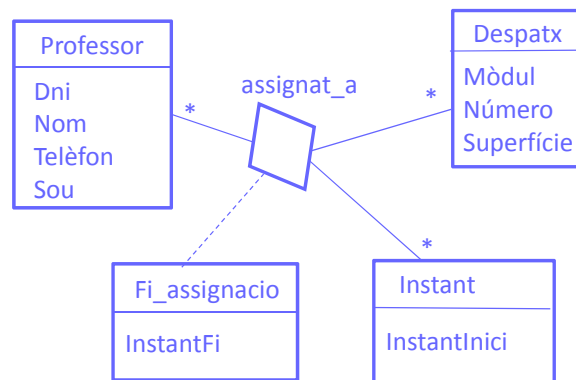 Professor
Dni
Nom
Telèfon
Sou
*
assignat_a
*
Despatx
Mòdul
Número
Superfície
*
Fi_assignacio
InstantFi
Instant
InstantInici